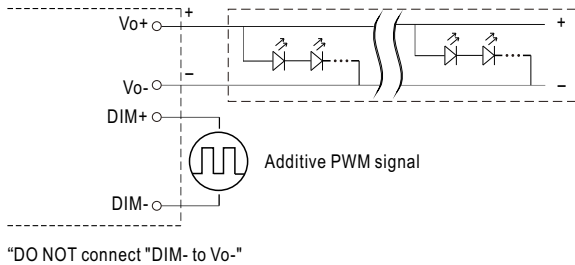 Vo+ + +
Vo- - -
DIM+
Additive PWM signal
DIM-
“DO NOT connect "DIM- to Vo-"